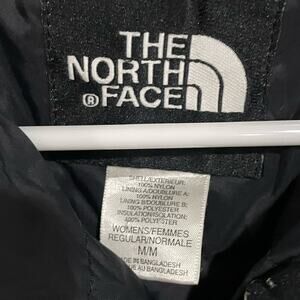 THE
NORTH
® FACE
SHELL/EXTERIEUR:
100% NYLON
LINING A/DOUBLURE A:
100% NYLON
LINING B/DOUBLURE B:
100% POLYESTER
INSULATION/ISOLATION:
100% POLYESTER
WOMENS/FEMMES
REGULAR/NORMALE
M/M
MADE IN BANGLADESH
FABRIQUE AU BANGLADESH